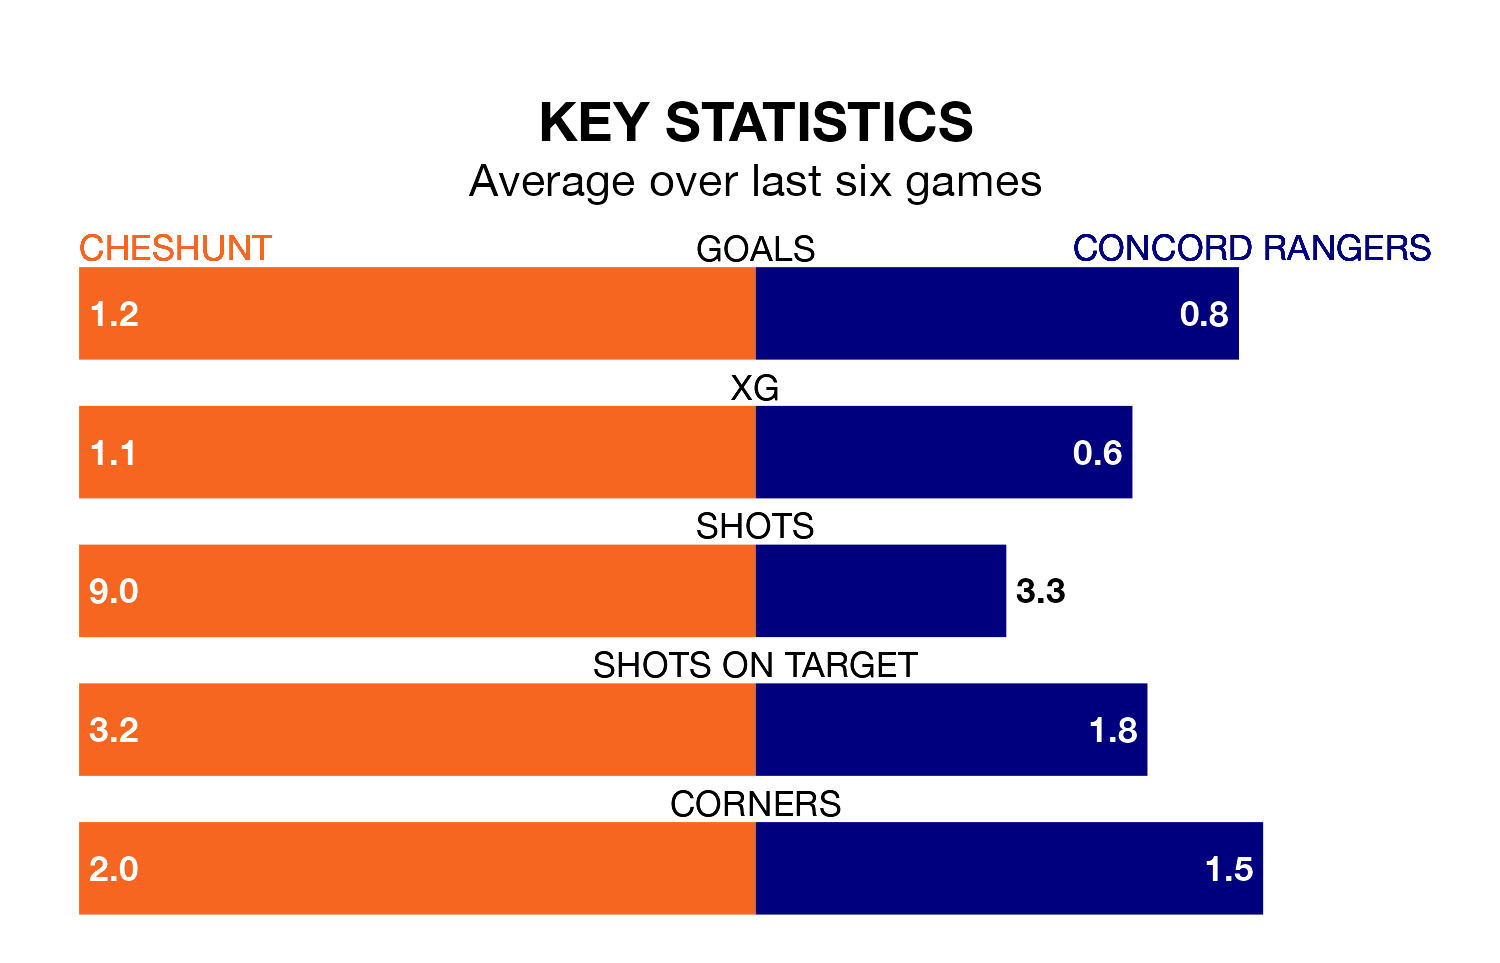 KEY STATISTICS
Average over last six games
CHESHUNT GOALS CONCORD RANGERS
1.2 0.8
XG
1.1 0.6
SHOTS
9.0 3.3
SHOTS ON TARGET
3.2 1.8
CORNERS
2.0 1.5